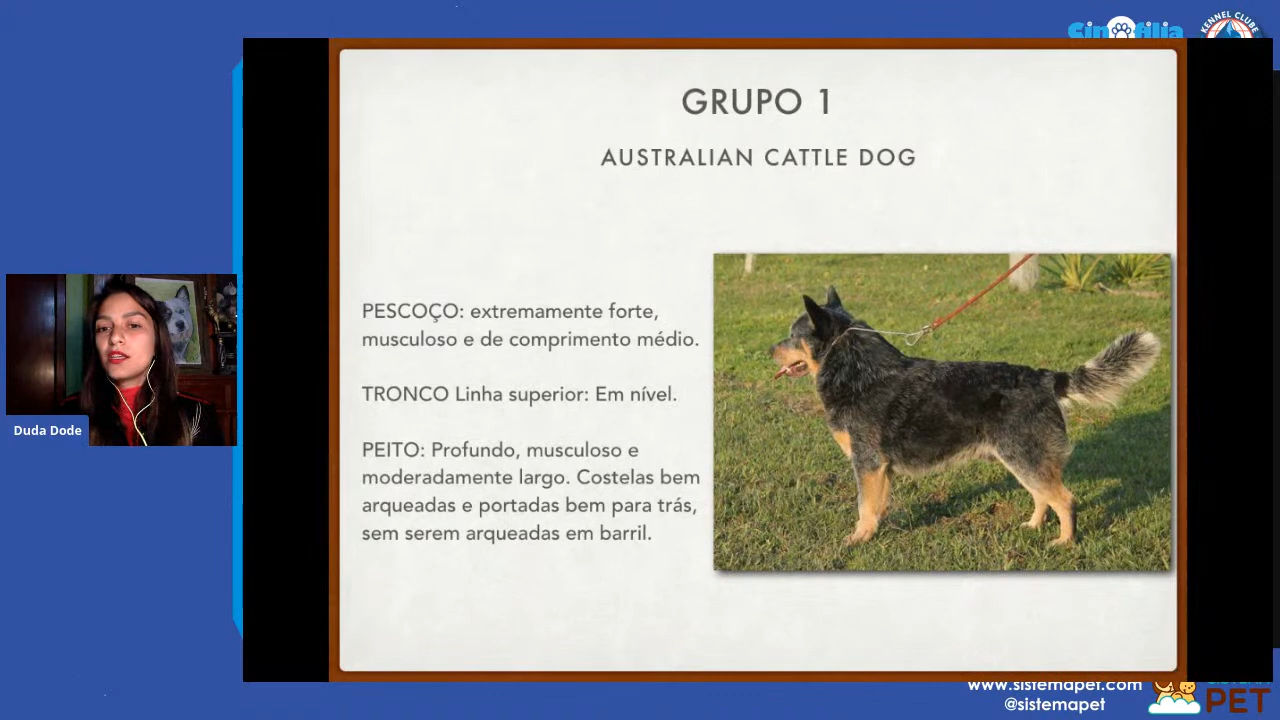 Cinofilia
KENNEL CLUBE
GRUPO 1
AUSTRALIAN CATTLE DOG
PESCOÇO: extremamente forte,
musculoso e de comprimento médio.
TRONCO Linha superior: Em nível.
PEITO: Profundo, musculoso e
moderadamente largo. Costelas bem
arqueadas e portadas bem para trás,
sem serem arqueadas em barril.
Duda Dode
www.sistemapet.com
@sistemapet
PET